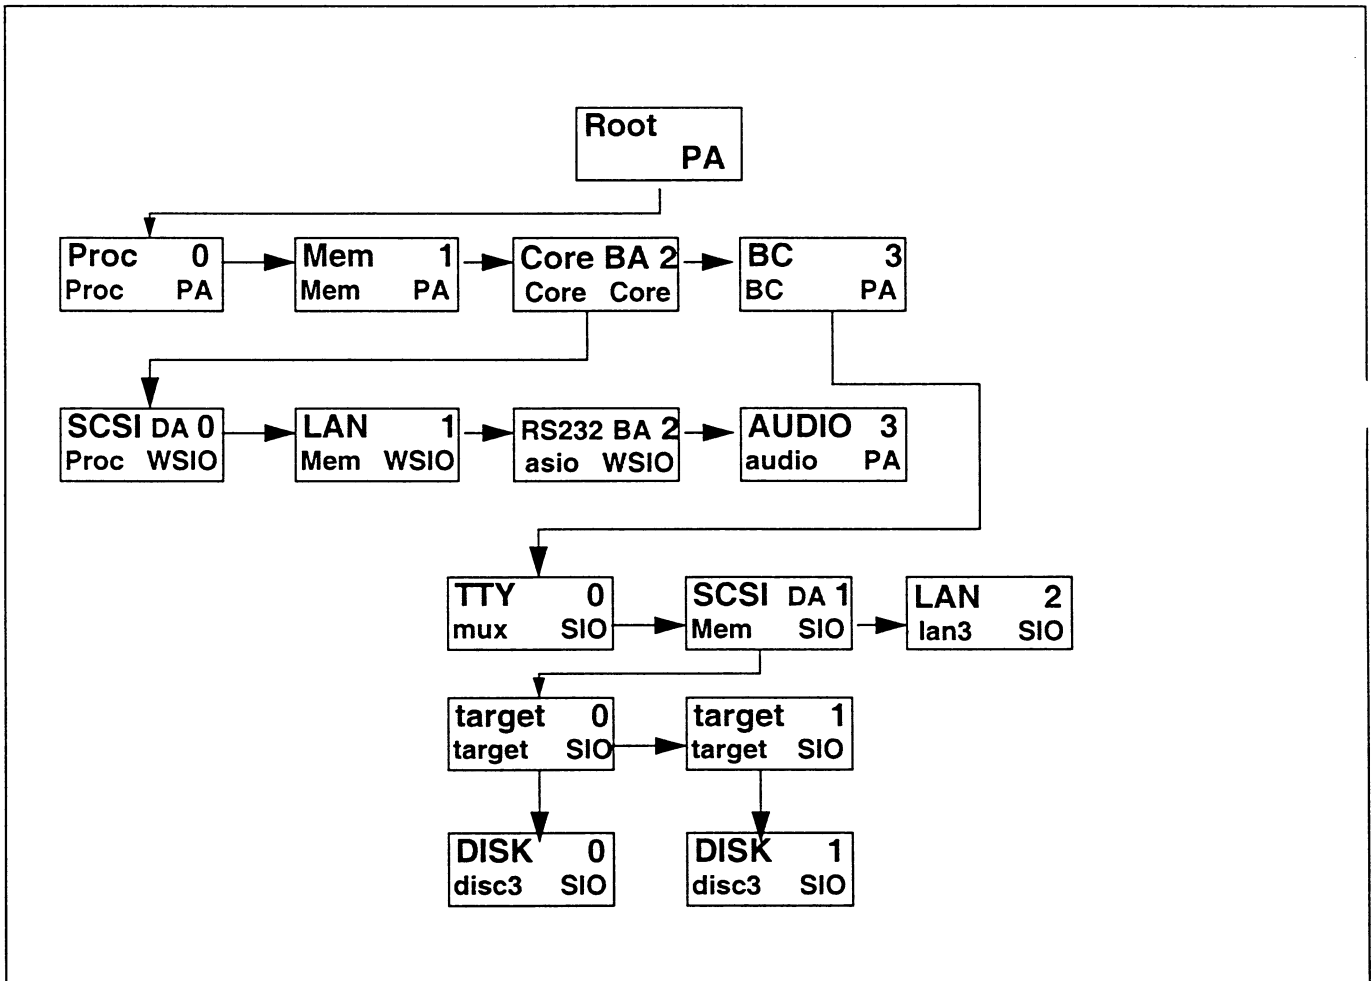 Root
PA
Proc 0
Proc PA
Mem 1
Mem PA
Core BA 2
Core Core
BC 3
BC PA
SCSI DA 0
Proc WSIO
LAN 1
Mem WSIO
RS232 BA 2
asio WSIO
AUDIO 3
audio PA
TTY 0
mux SIO
SCSI DA 1
Mem SIO
LAN 2
lan3 SIO
target 0
target SIO
target 1
target SIO
DISK 0
disc3 SIO
DISK 1
disc3 SIO